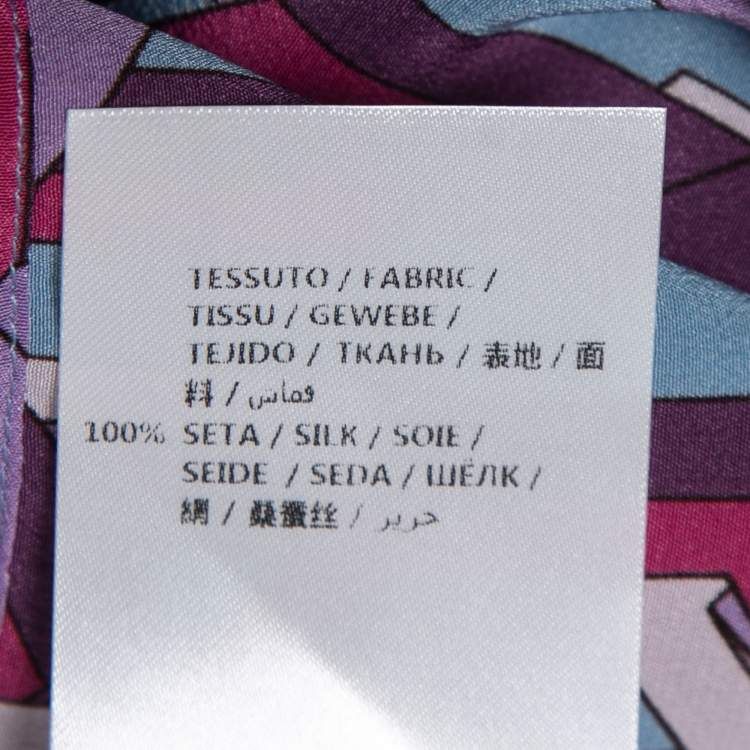 TESSUTO / FABRIC /
TISSU / GEWEBE /
TEJIDO / ТКАНЬ / 表地 / 面
料 / قماش
100% SETA / SILK / SOIE /
SEIDE / SEDA / ШЁЛК /
絹 / 桑蚕丝 / حرير